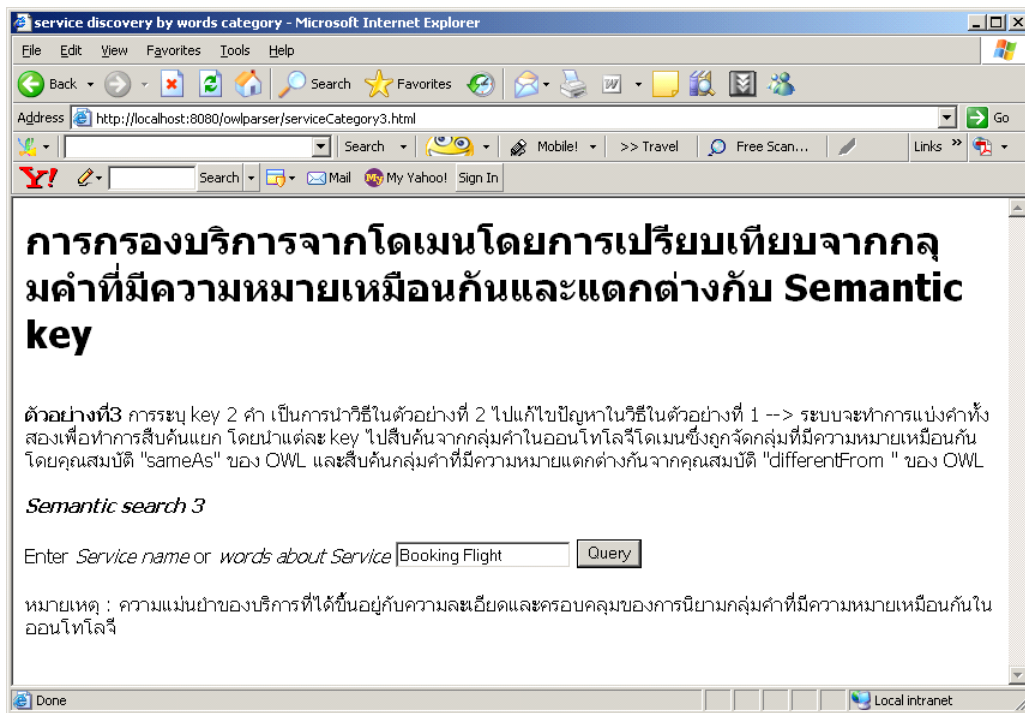 service discovery by words category - Microsoft Internet Explorer
File Edit View Favorites Tools Help
Back Search Favorites
Address http://localhost:8080/owlparser/serviceCategory3.html Go
Search Mobile! >> Travel Free Scan... Links »
Y! Search Mail My My Yahoo! Sign In
การกรองบริการจากโดเมนโดยการเปรียบเทียบจากกลุ
มคำที่มีความหมายเหมือนกันและแตกต่างกับ Semantic
key
ตัวอย่างที่3 การระบุ key 2 คำ เป็นการนำวิธีในตัวอย่างที่ 2 ไปแก้ไขปัญหาในวิธีในตัวอย่างที่ 1 --> ระบบจะทำการแบ่งคำทั้ง
สองเพื่อทำการสืบค้นแยก โดยนำแต่ละ key ไปสืบค้นจากกลุ่มคำในออนโทโลจีโดเมนซึ่งถูกจัดกลุ่มที่มีความหมายเหมือนกัน
โดยคุณสมบัติ "sameAs" ของ OWL และสืบค้นกลุ่มคำที่มีความหมายแตกต่างกันจากคุณสมบัติ "differentFrom " ของ OWL
Semantic search 3
Enter Service name or words about Service Booking Flight Query
หมายเหตุ : ความแม่นยำของบริการที่ได้ขึ้นอยู่กับความละเอียดและครอบคลุมของการนิยามกลุ่มคำที่มีความหมายเหมือนกันใน
ออนโทโลจี
Done Local intranet